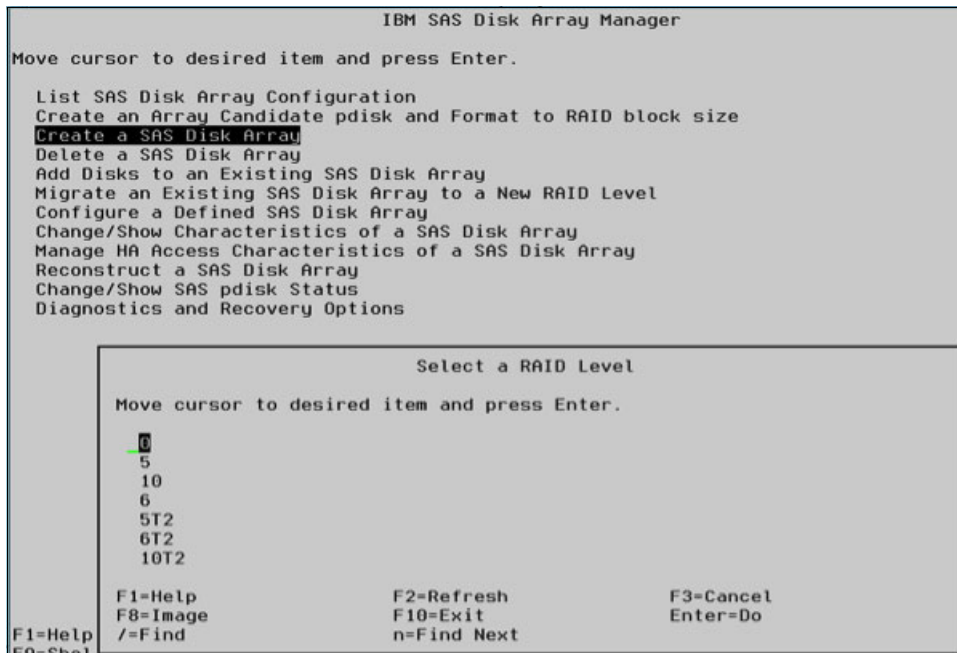 IBM SAS Disk Array Manager
Move cursor to desired item and press Enter.
List SAS Disk Array Configuration
Create an Array Candidate pdisk and Format to RAID block size
Create a SAS Disk Array
Delete a SAS Disk Array
Add Disks to an Existing SAS Disk Array
Migrate an Existing SAS Disk Array to a New RAID Level
Configure a Defined SAS Disk Array
Change/Show Characteristics of a SAS Disk Array
Manage HA Access Characteristics of a SAS Disk Array
Reconstruct a SAS Disk Array
Change/Show SAS pdisk Status
Diagnostics and Recovery Options
Select a RAID Level
Move cursor to desired item and press Enter.
0
5
10
6
5T2
6T2
10T2
F1=Help F2=Refresh F3=Cancel
F8=Image F10=Exit Enter=Do
F1=Help /=Find n=Find Next